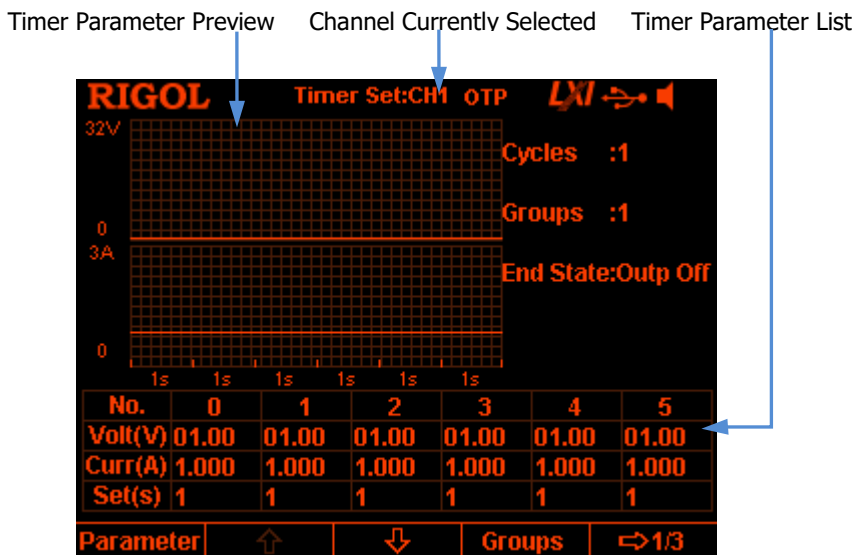 Timer Parameter Preview Channel Currently Selected Timer Parameter List
RIGOL Timer Set:CH1 OTP LXI
32V
Cycles :1
Groups :1
0
3A
End State:Outp Off
0
1s 1s 1s 1s 1s 1s
No. 0 1 2 3 4 5
Volt(V) 01.00 01.00 01.00 01.00 01.00 01.00
Curr(A) 1.000 1.000 1.000 1.000 1.000 1.000
Set(s) 1 1 1 1 1 1
Parameter Groups 1/3